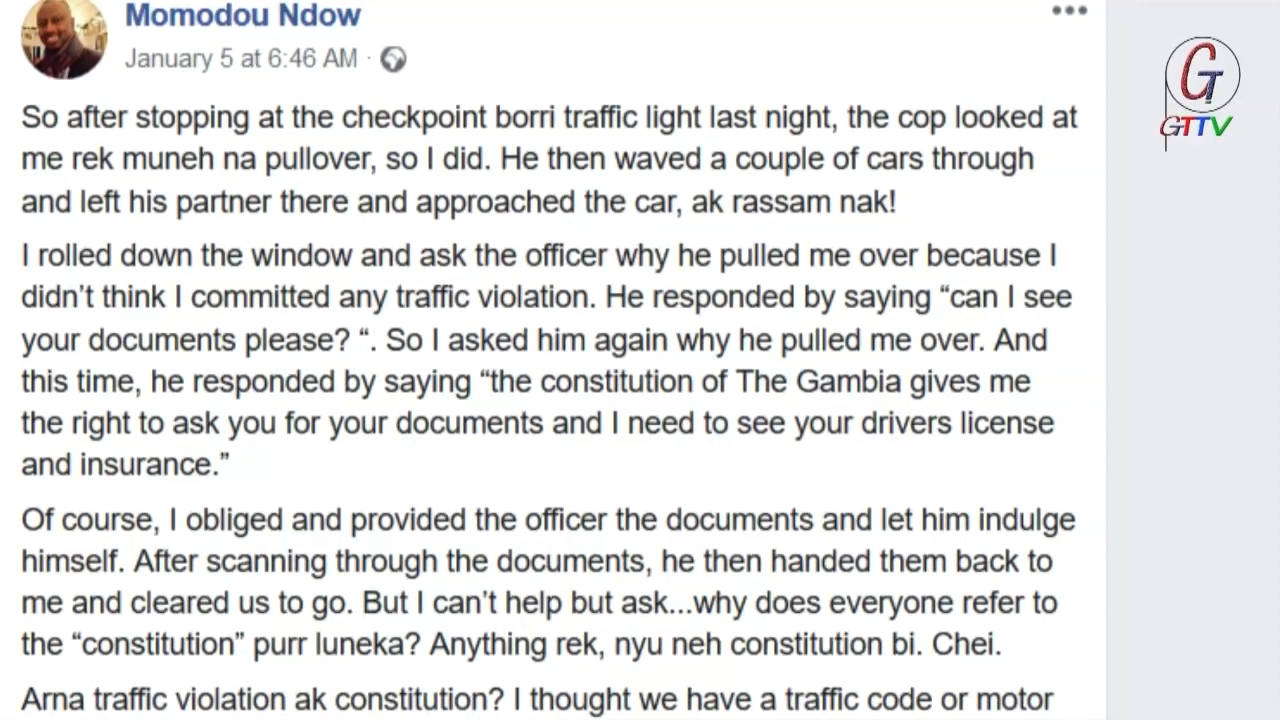 Momodou Ndow
January 5 at 6:46 AM ·
So after stopping at the checkpoint borri traffic light last night, the cop looked at
me rek muneh na pullover, so I did. He then waved a couple of cars through
and left his partner there and approached the car, ak rassam nak!
I rolled down the window and ask the officer why he pulled me over because I
didn’t think I committed any traffic violation. He responded by saying “can I see
your documents please? “. So I asked him again why he pulled me over. And
this time, he responded by saying “the constitution of The Gambia gives me
the right to ask you for your documents and I need to see your drivers license
and insurance.”
Of course, I obliged and provided the officer the documents and let him indulge
himself. After scanning through the documents, he then handed them back to
me and cleared us to go. But I can’t help but ask...why does everyone refer to
the “constitution” purr luneka? Anything rek, nyu neh constitution bi. Chei.
Arna traffic violation ak constitution? I thought we have a traffic code or motor
GT
GTTV